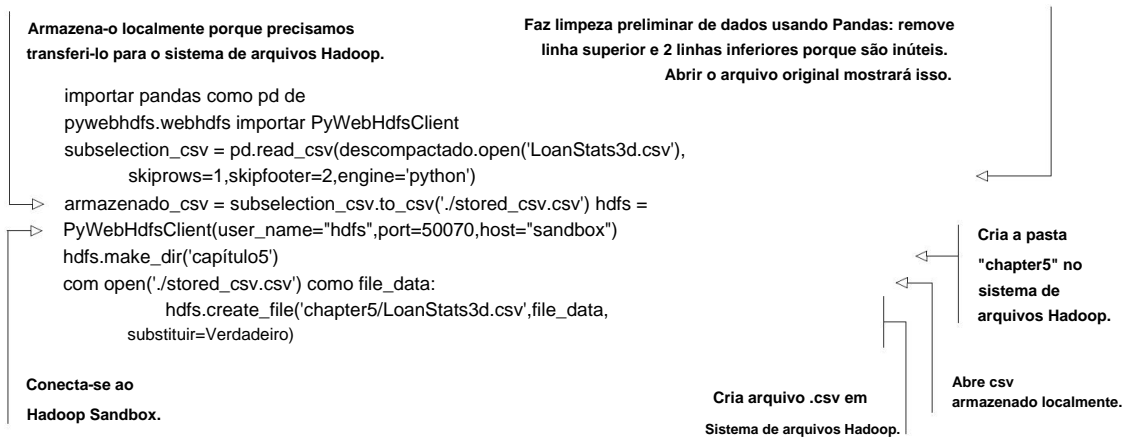 Armazena-o localmente porque precisamos
transferi-lo para o sistema de arquivos Hadoop.
Faz limpeza preliminar de dados usando Pandas: remove
linha superior e 2 linhas inferiores porque são inúteis.
Abrir o arquivo original mostrará isso.
importar pandas como pd de
pywebhdfs.webhdfs importar PyWebHdfsClient
subselection_csv = pd.read_csv(descompactado.open('LoanStats3d.csv'),
skiprows=1,skipfooter=2,engine='python')
armazenado_csv = subselection_csv.to_csv('./stored_csv.csv') hdfs =
PyWebHdfsClient(user_name="hdfs",port=50070,host="sandbox")
hdfs.make_dir('capítulo5')
com open('./stored_csv.csv') como file_data:
hdfs.create_file('chapter5/LoanStats3d.csv',file_data,
substituir=Verdadeiro)
Cria a pasta
"chapter5" no
sistema de
arquivos Hadoop.
Conecta-se ao
Hadoop Sandbox.
Cria arquivo .csv em
Sistema de arquivos Hadoop.
Abre csv
armazenado localmente.